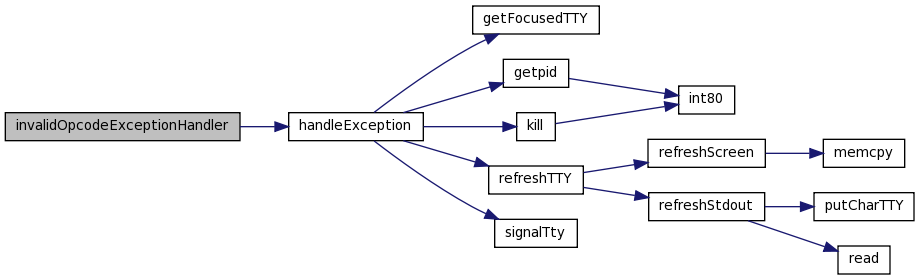 getFocusedTTY
getpid
int80
invalidOpcodeExceptionHandler
handleException
kill
refreshScreen
memcpy
refreshTTY
refreshStdout
putCharTTY
signalTty
read